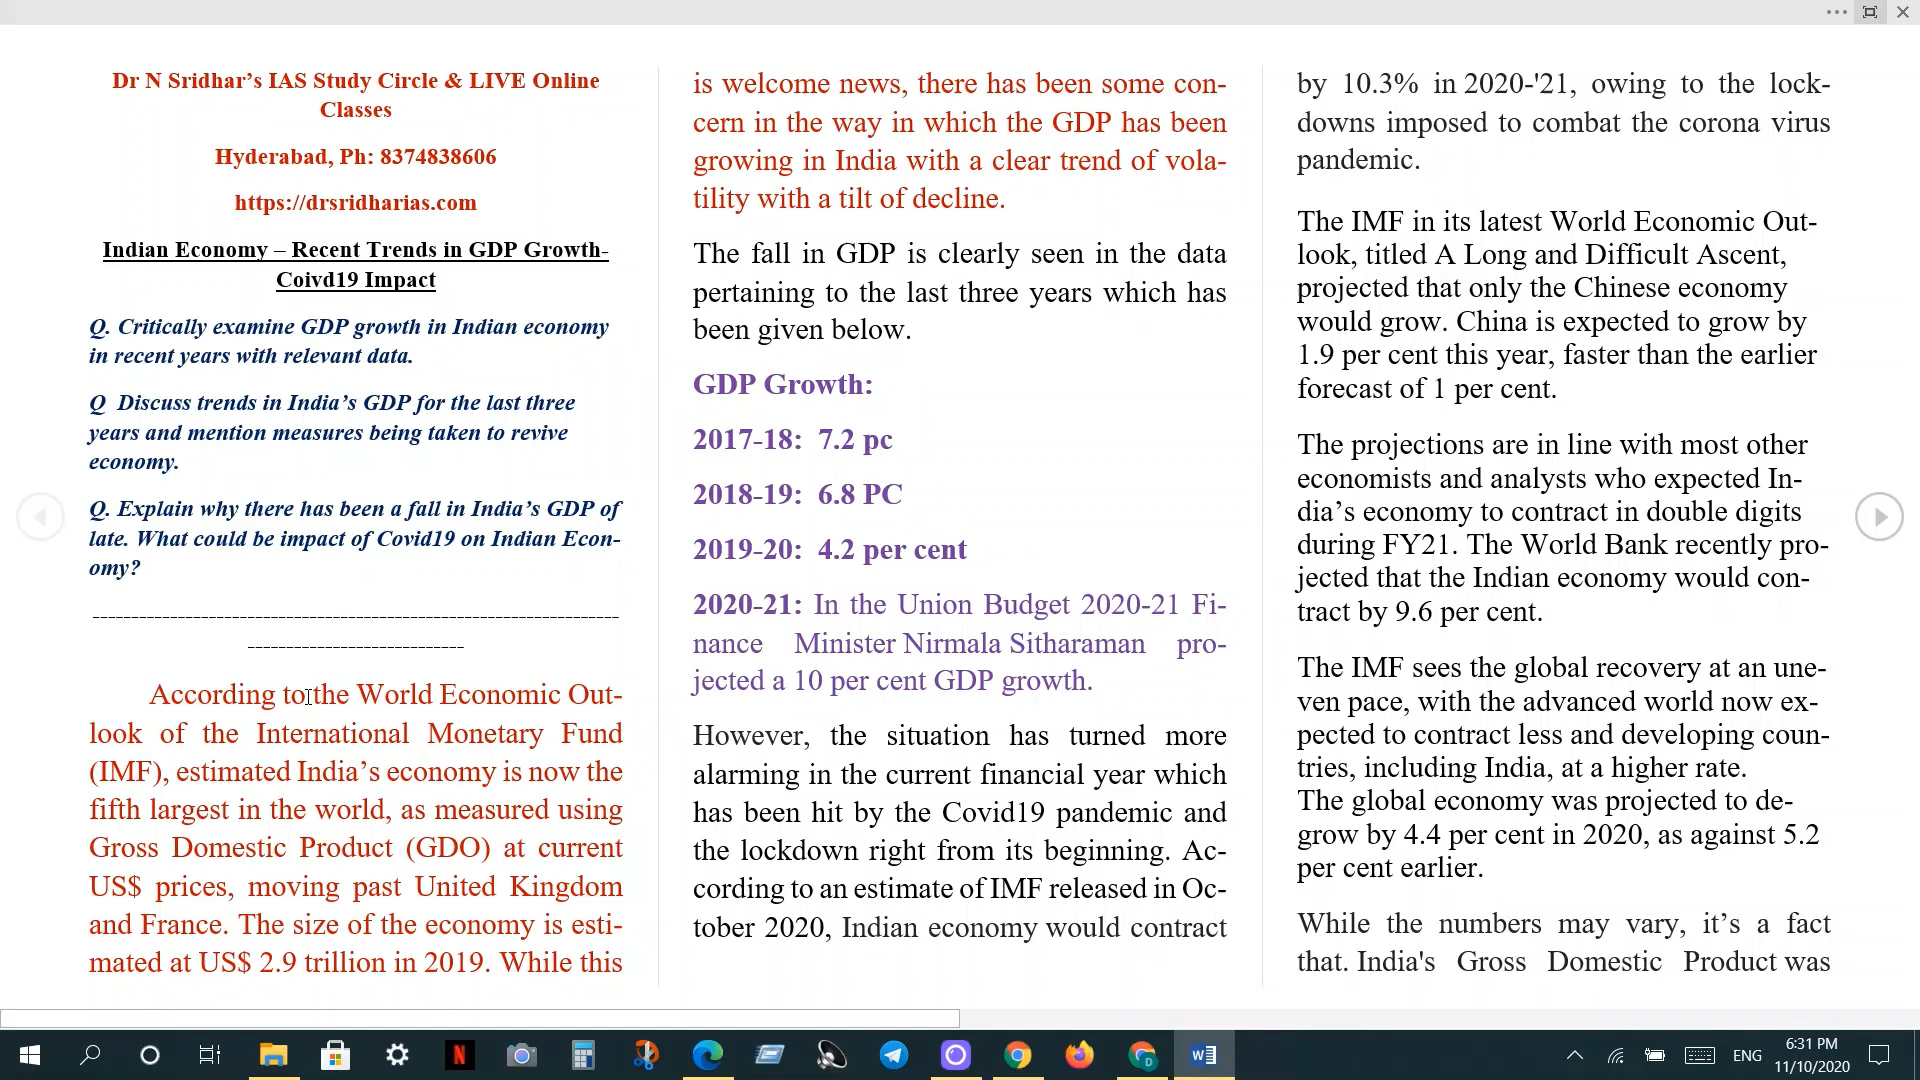 Dr N Sridhar’s IAS Study Circle & LIVE Online
Classes
Hyderabad, Ph: 8374838606
https://drsridharias.com
Indian Economy – Recent Trends in GDP Growth-
Coivd19 Impact
Q. Critically examine GDP growth in Indian economy
in recent years with relevant data.
Q  Discuss trends in India’s GDP for the last three
years and mention measures being taken to revive
economy.
Q. Explain why there has been a fall in India’s GDP of
late. What could be impact of Covid19 on Indian Econ-
omy?
--------------------------------------------------------------------
----------------------------
According to the World Economic Out-
look of the International Monetary Fund
(IMF), estimated India’s economy is now the
fifth largest in the world, as measured using
Gross Domestic Product (GDO) at current
US$ prices, moving past United Kingdom
and France. The size of the economy is esti-
mated at US$ 2.9 trillion in 2019. While this
is welcome news, there has been some con-
cern in the way in which the GDP has been
growing in India with a clear trend of vola-
tility with a tilt of decline.
The fall in GDP is clearly seen in the data
pertaining to the last three years which has
been given below.
GDP Growth:
2017-18:  7.2 pc
2018-19:  6.8 PC
2019-20:  4.2 per cent
2020-21: In the Union Budget 2020-21 Fi-
nance Minister Nirmala Sitharaman pro-
jected a 10 per cent GDP growth.
However, the situation has turned more
alarming in the current financial year which
has been hit by the Covid19 pandemic and
the lockdown right from its beginning. Ac-
cording to an estimate of IMF released in Oc-
tober 2020, Indian economy would contract
by 10.3% in 2020-'21, owing to the lock-
downs imposed to combat the corona virus
pandemic.
The IMF in its latest World Economic Out-
look, titled A Long and Difficult Ascent,
projected that only the Chinese economy
would grow. China is expected to grow by
1.9 per cent this year, faster than the earlier
forecast of 1 per cent.
The projections are in line with most other
economists and analysts who expected In-
dia’s economy to contract in double digits
during FY21. The World Bank recently pro-
jected that the Indian economy would con-
tract by 9.6 per cent.
The IMF sees the global recovery at an une-
ven pace, with the advanced world now ex-
pected to contract less and developing coun-
tries, including India, at a higher rate.
The global economy was projected to de-
grow by 4.4 per cent in 2020, as against 5.2
per cent earlier.
While the numbers may vary, it’s a fact
that. India's Gross Domestic Product was
ENG
6:31 PM
11/10/2020